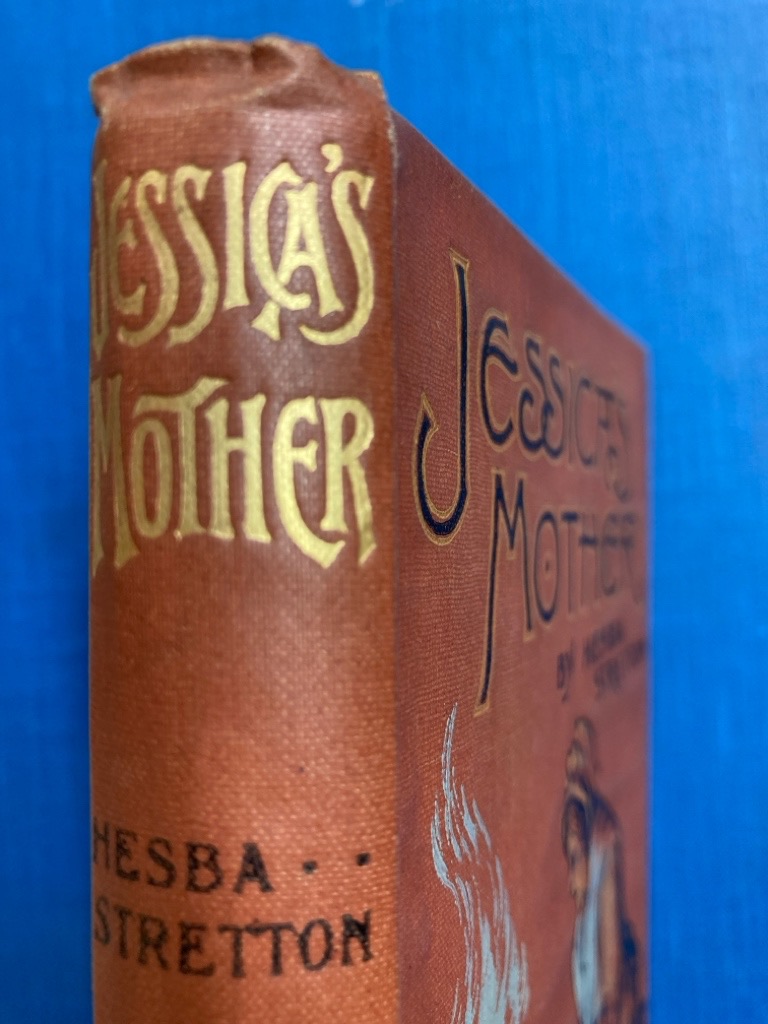 JESSICA'S
MOTHER
HESBA . .
STRETTON
JESSICA'S
MOTHER
BY HESBA
STRETTON